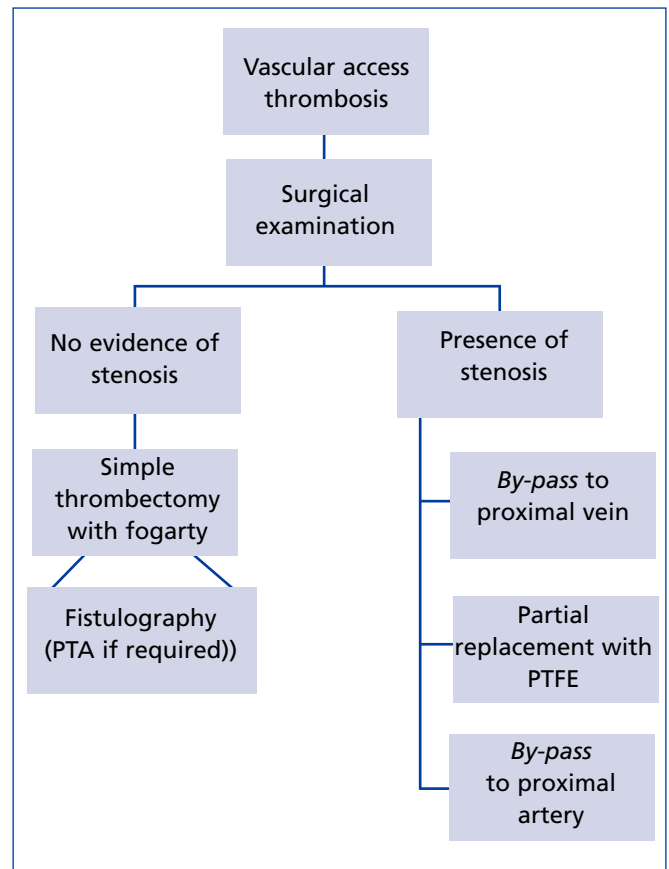 Vascular access
thrombosis
Surgical
examination
No evidence of
stenosis
Simple
thrombectomy
with fogarty
Fistulography
(PTA if required))
Presence of
stenosis
By-pass to
proximal vein
Partial
replacement with
PTFE
By-pass
to proximal
artery